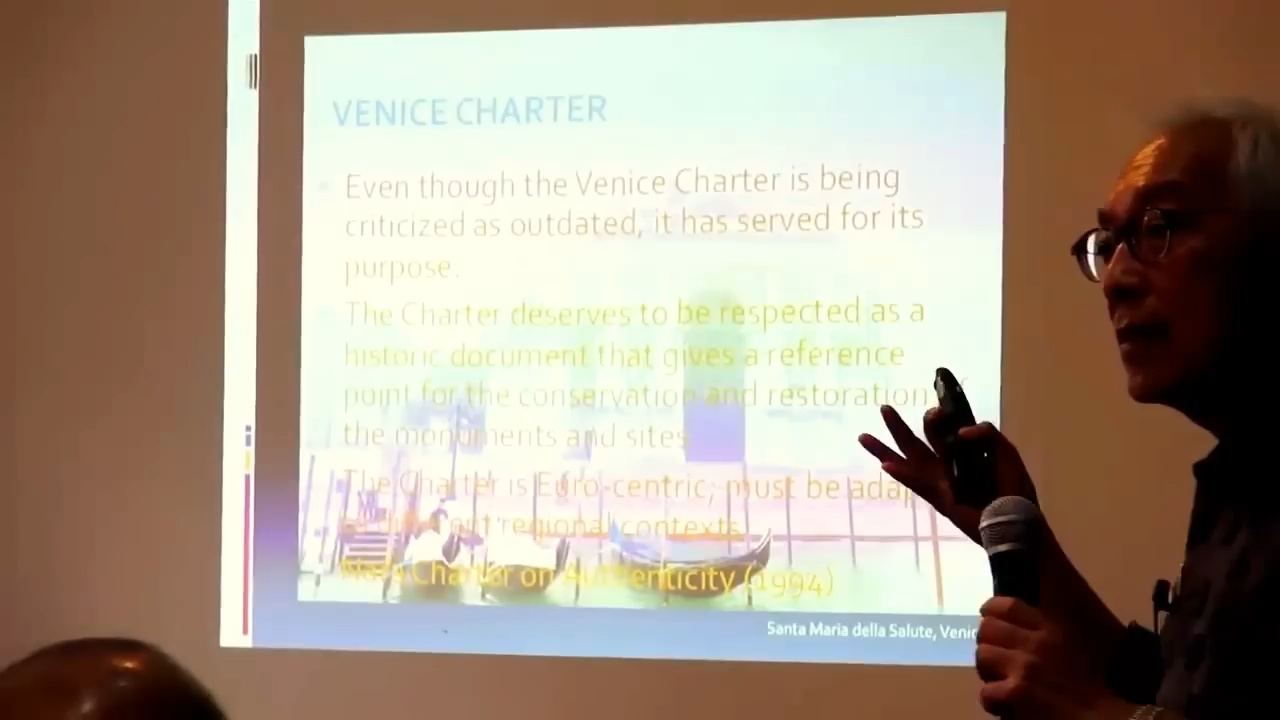 VENICE CHARTER
Even though the Venice Charter is being
criticized as outdated, it has served for its
purpose.
The Charter deserves to be respected as a
historic document that gives a reference
point for the conservation and restoration
the monuments and sites
The Charter is Euro-centric; must be
different regional contexts
Nara Charter on Authenticity (1994)
Santa Maria della Salute,